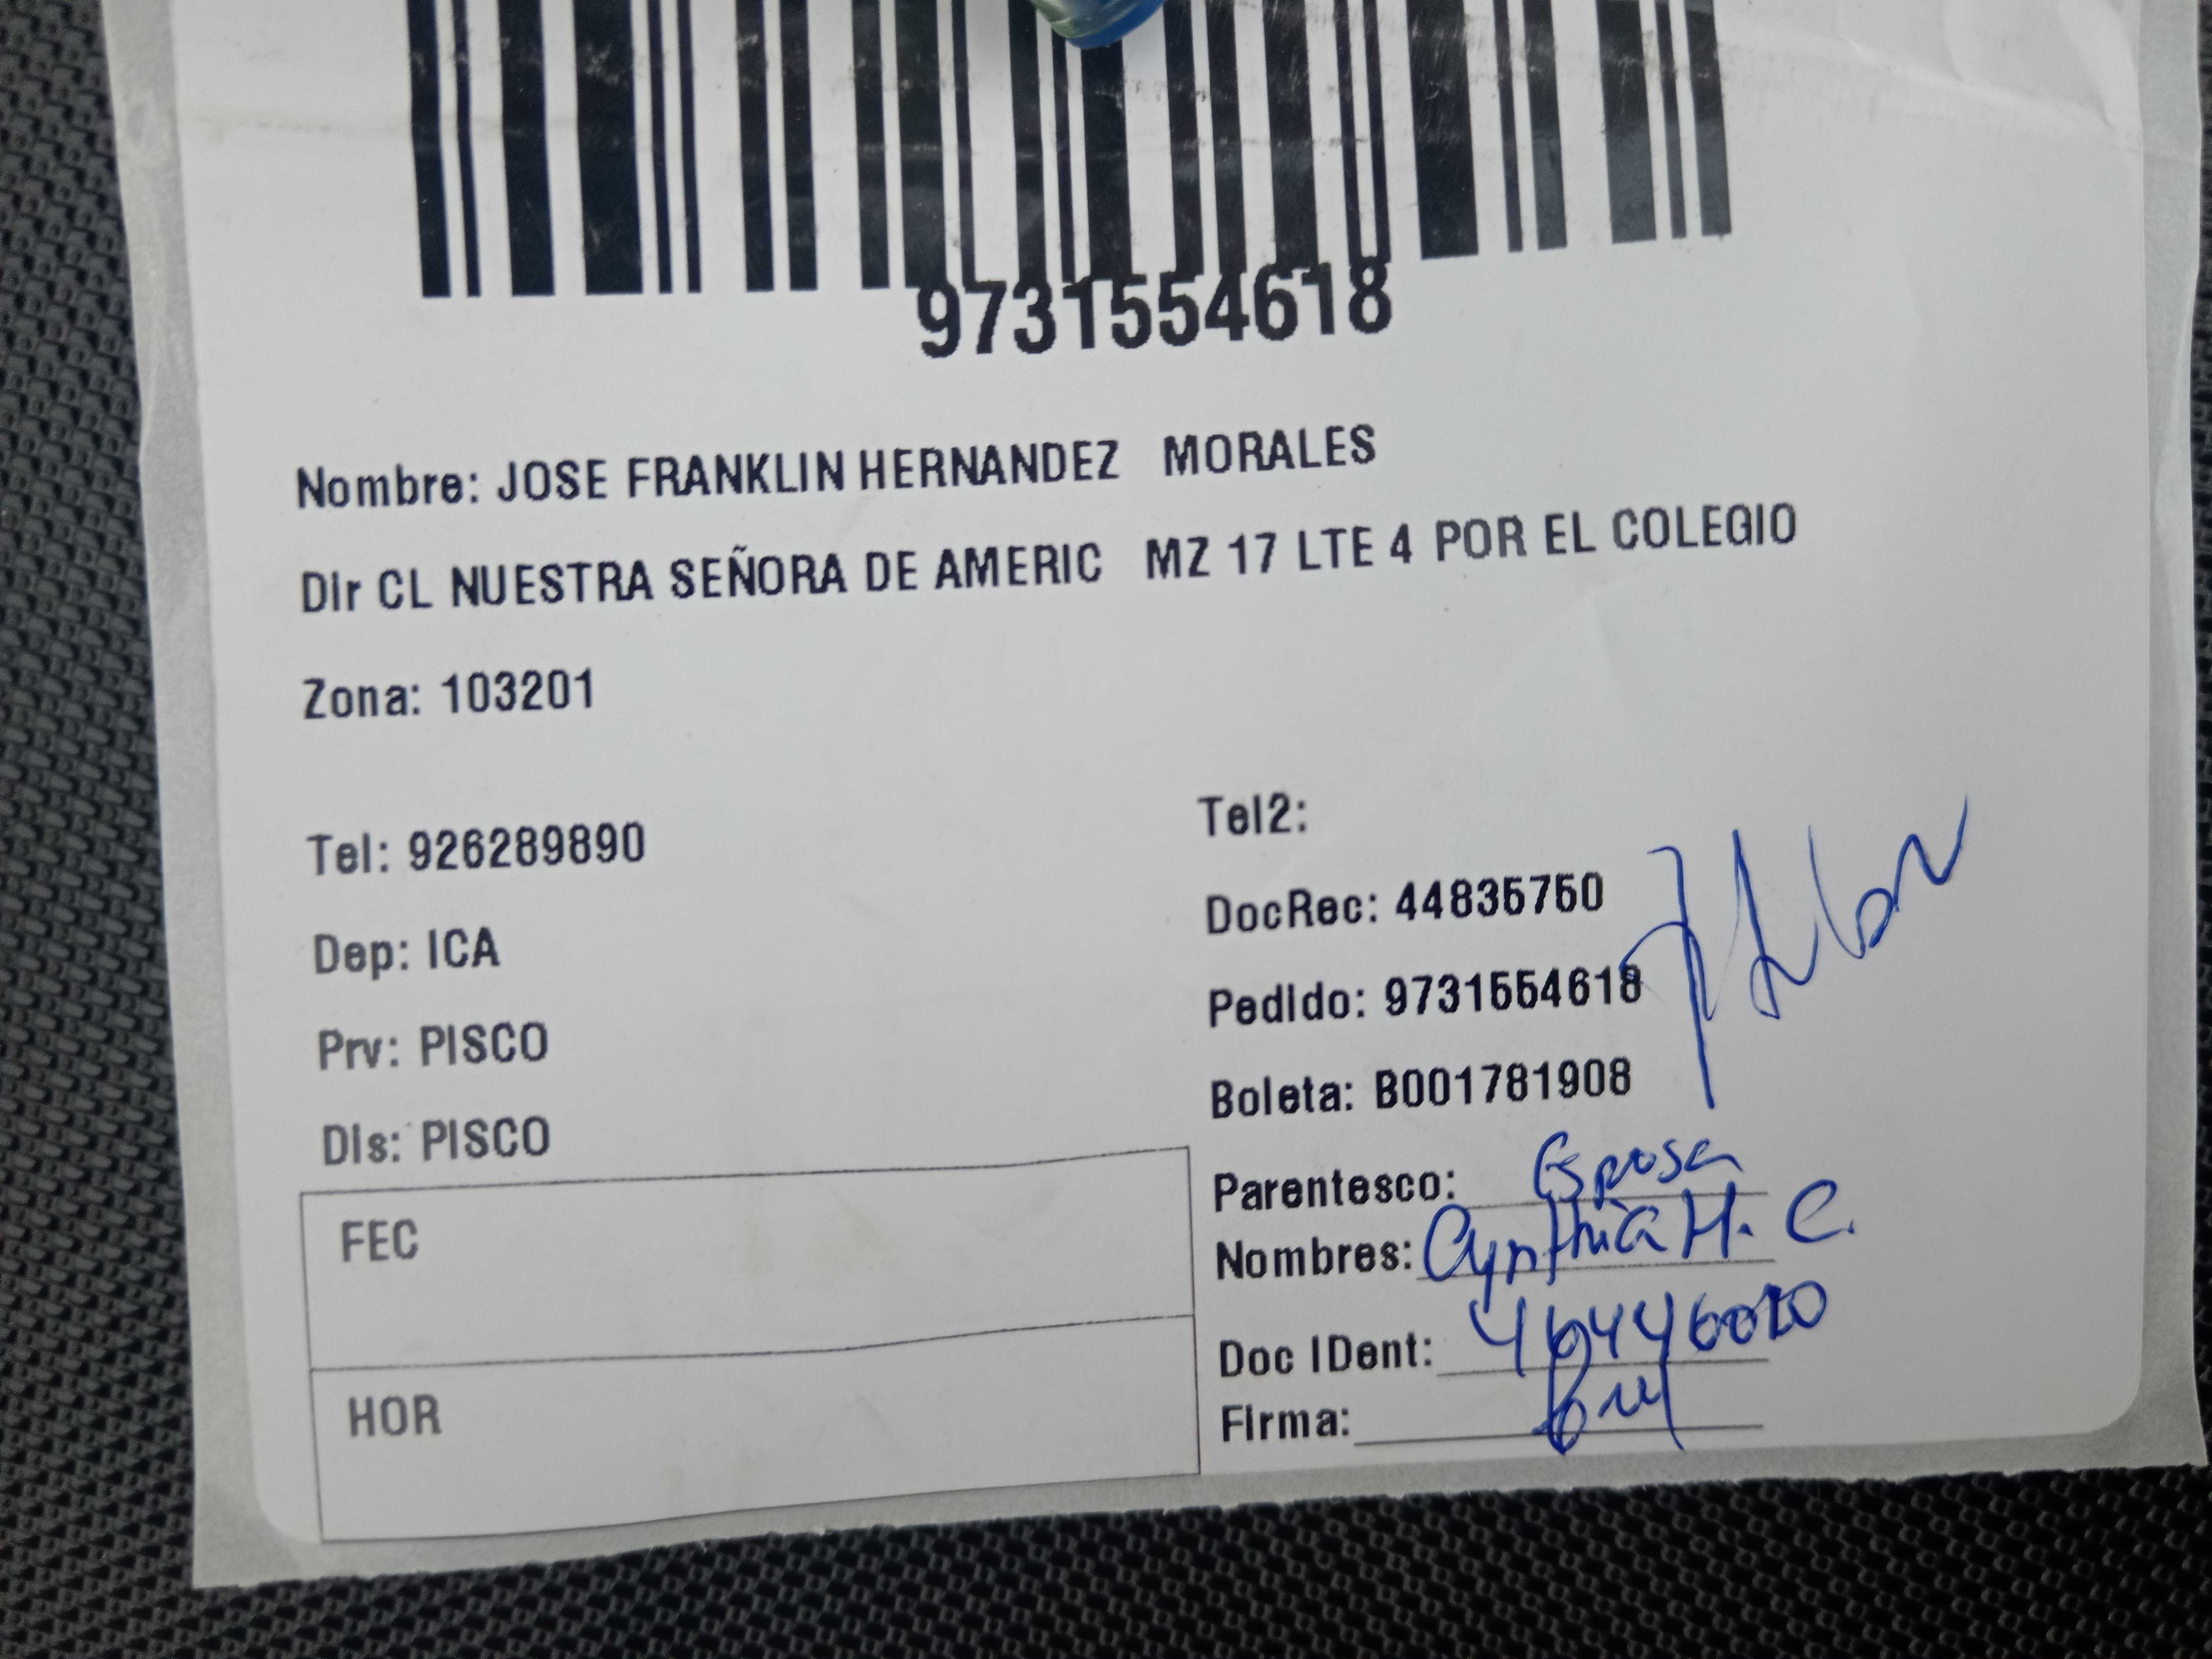 9731554618
Nombre: JOSE FRANKLIN HERNANDEZ MORALES
Dir CL NUESTRA SEÑORA DE AMERIC MZ 17 LTE 4 POR EL COLEGIO
Zona: 103201
Tel: 926289890
Tel2:
DocRec: 44835750
Dep: ICA
Pedido: 9731554618
Prv: PISCO
Boleta: B001781908
Dis: PISCO
Parentesco: Esposa
FEC
Nombres: Cynthia H. C.
Doc IDent:
HOR
Firma: